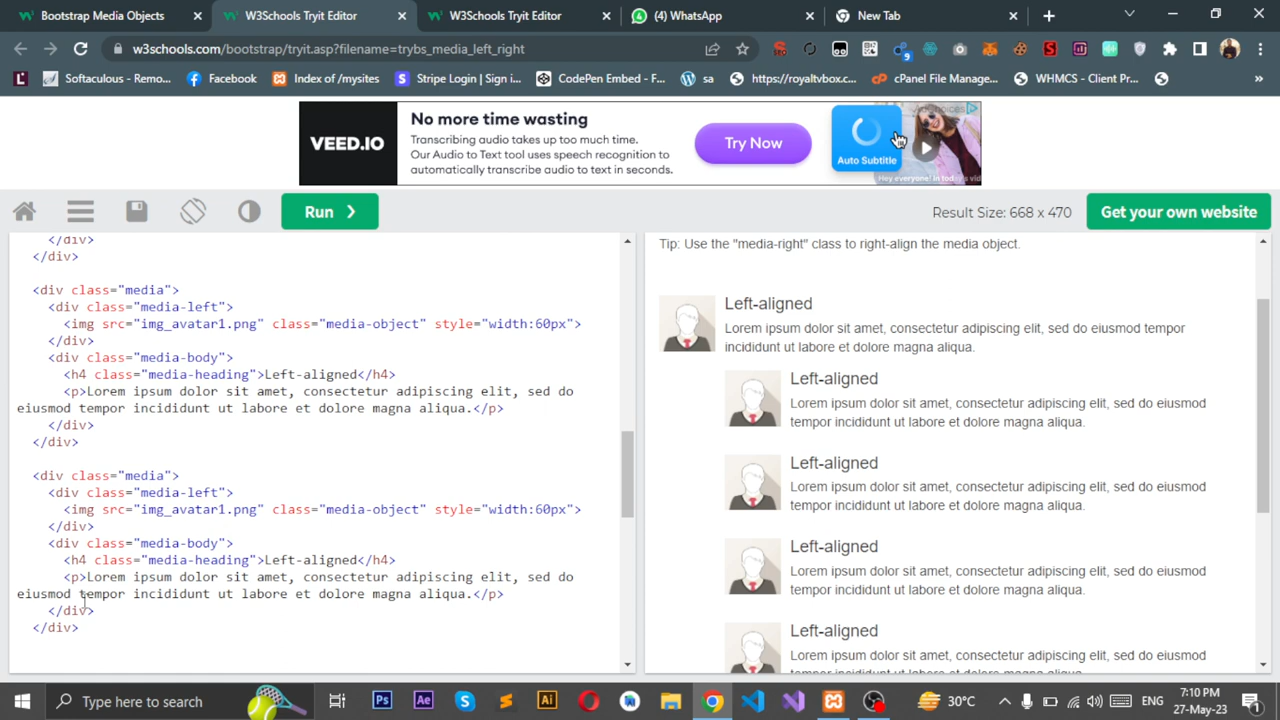 Bootstrap Media Objects
W3Schools Tryit Editor
W3Schools Tryit Editor
(4) WhatsApp
New Tab
w3schools.com/bootstrap/tryit.asp?filename=trybs_media_left_right
Softaculous - Remo...
Facebook
Index of /mysites
Stripe Login | Sign i...
CodePen Embed - F...
sa
https://royaltvbox....
cPanel File Manage...
WHMCS - Client Pr...
»
VEED.IO
No more time wasting
Transcribing audio takes up too much time.
Our Audio to Text tool uses speech recognition to
automatically transcribe audio to text in seconds.
Try Now
Auto Subtitle
Run ❯
Result Size: 668 x 470
Get your own website
</div>
</div>
<div class="media">
<div class="media-left">
<img src="img_avatar1.png" class="media-object" style="width:60px">
</div>
<div class="media-body">
<h4 class="media-heading">Left-aligned</h4>
<p>Lorem ipsum dolor sit amet, consectetur adipiscing elit, sed do
eiusmod tempor incididunt ut labore et dolore magna aliqua.</p>
</div>
</div>
<div class="media">
<div class="media-left">
<img src="img_avatar1.png" class="media-object" style="width:60px">
</div>
<div class="media-body">
<h4 class="media-heading">Left-aligned</h4>
<p>Lorem ipsum dolor sit amet, consectetur adipiscing elit, sed do
eiusmod tempor incididunt ut labore et dolore magna aliqua.</p>
</div>
</div>
Tip: Use the "media-right" class to right-align the media object.
Left-aligned
Lorem ipsum dolor sit amet, consectetur adipiscing elit, sed do eiusmod tempor
incididunt ut labore et dolore magna aliqua.
Left-aligned
Lorem ipsum dolor sit amet, consectetur adipiscing elit, sed do eiusmod
tempor incididunt ut labore et dolore magna aliqua.
Left-aligned
Lorem ipsum dolor sit amet, consectetur adipiscing elit, sed do eiusmod
tempor incididunt ut labore et dolore magna aliqua.
Left-aligned
Lorem ipsum dolor sit amet, consectetur adipiscing elit, sed do eiusmod
tempor incididunt ut labore et dolore magna aliqua.
Left-aligned
Lorem ipsum dolor sit amet, consectetur adipiscing elit, sed do eiusmod
Type here to search
Ps
Ae
Ai
30°C
ENG
7:10 PM
27-May-23
1